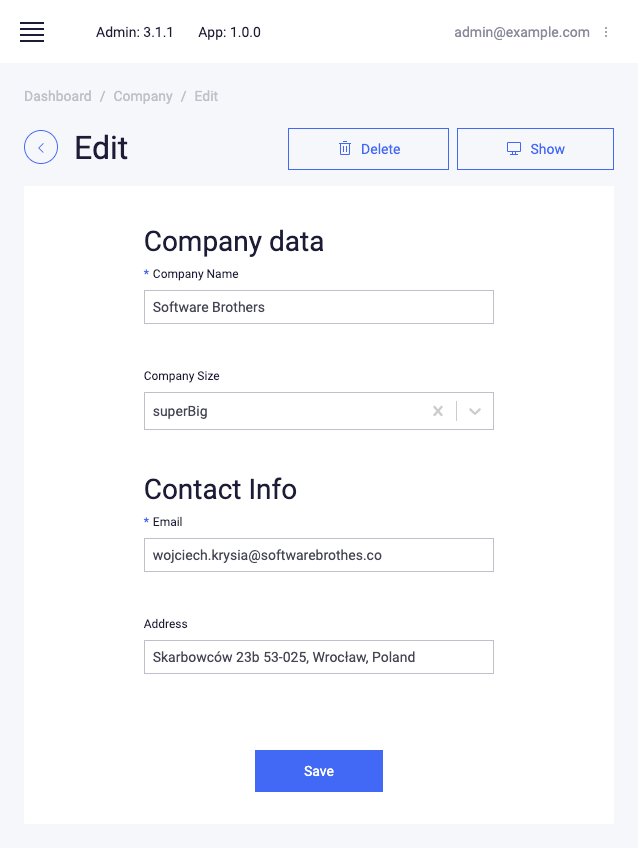 Admin: 3.1.1 App: 1.0.0 admin@example.com
Dashboard / Company / Edit
Edit Delete Show
Company data
* Company Name
Software Brothers
Company Size
superBig
Contact Info
* Email
wojciech.krysia@softwarebrothes.co
Address
Skarbowców 23b 53-025, Wrocław, Poland
Save